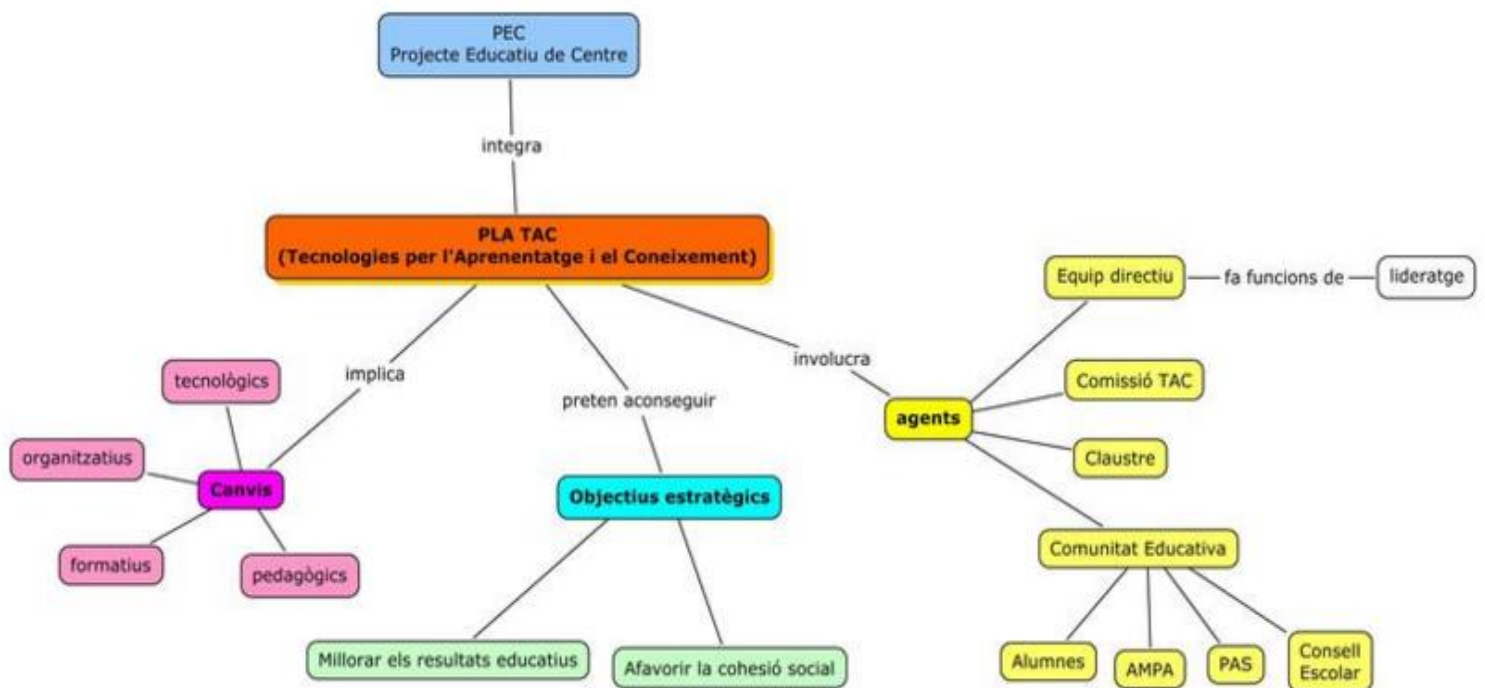 PEC
Projecte Educatiu de Centre
integra
PLA TAC
(Tecnologies per l'Aprenentatge i el Coneixement)
Equip directiu
fa funcions de
lideratge
involucra
implica
tecnològics
Comissió TAC
preten aconseguir
agents
organitzatius
Claustre
Canvis
Objectius estratègics
Comunitat Educativa
formatius
pedagògics
Millorar els resultats educatius
Afavorir la cohesió social
Alumnes
AMPA
PAS
Consell
Escolar